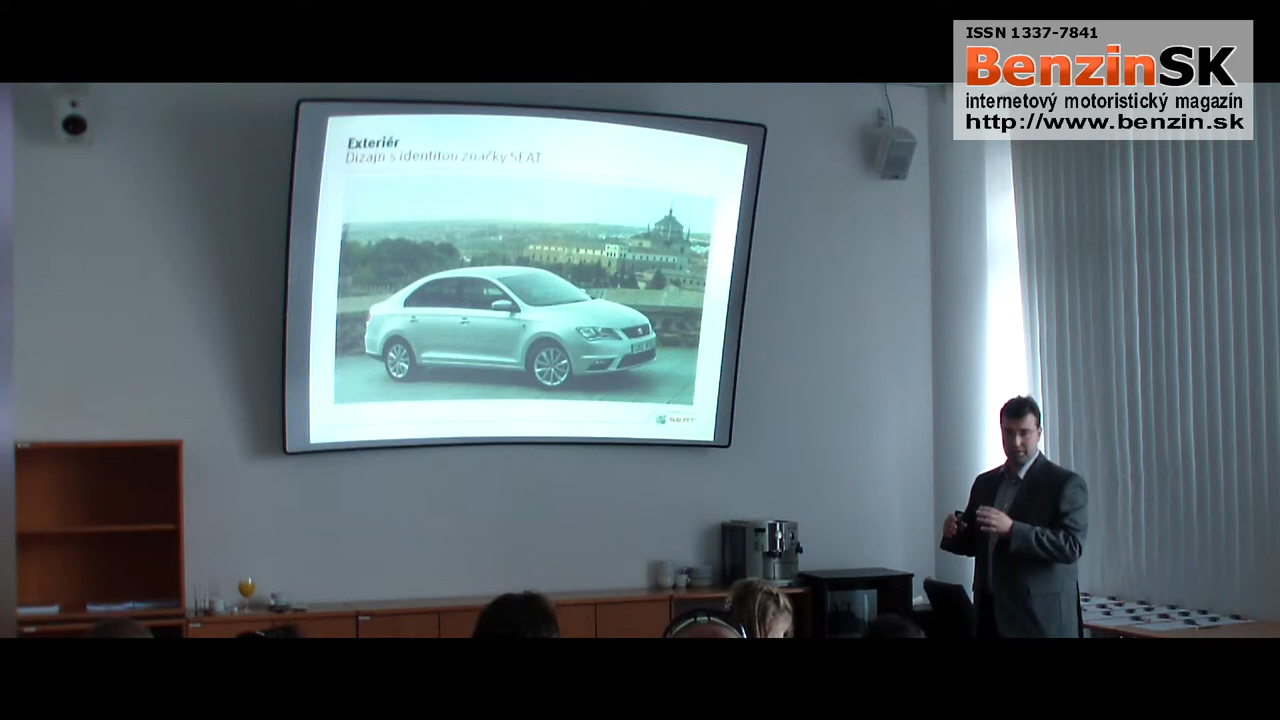 ISSN 1337-7841
BenzinSK
internetový motoristický magazín
http://www.benzin.sk
Exteriér
Dizajn s identitou značky SEAT
SEAT